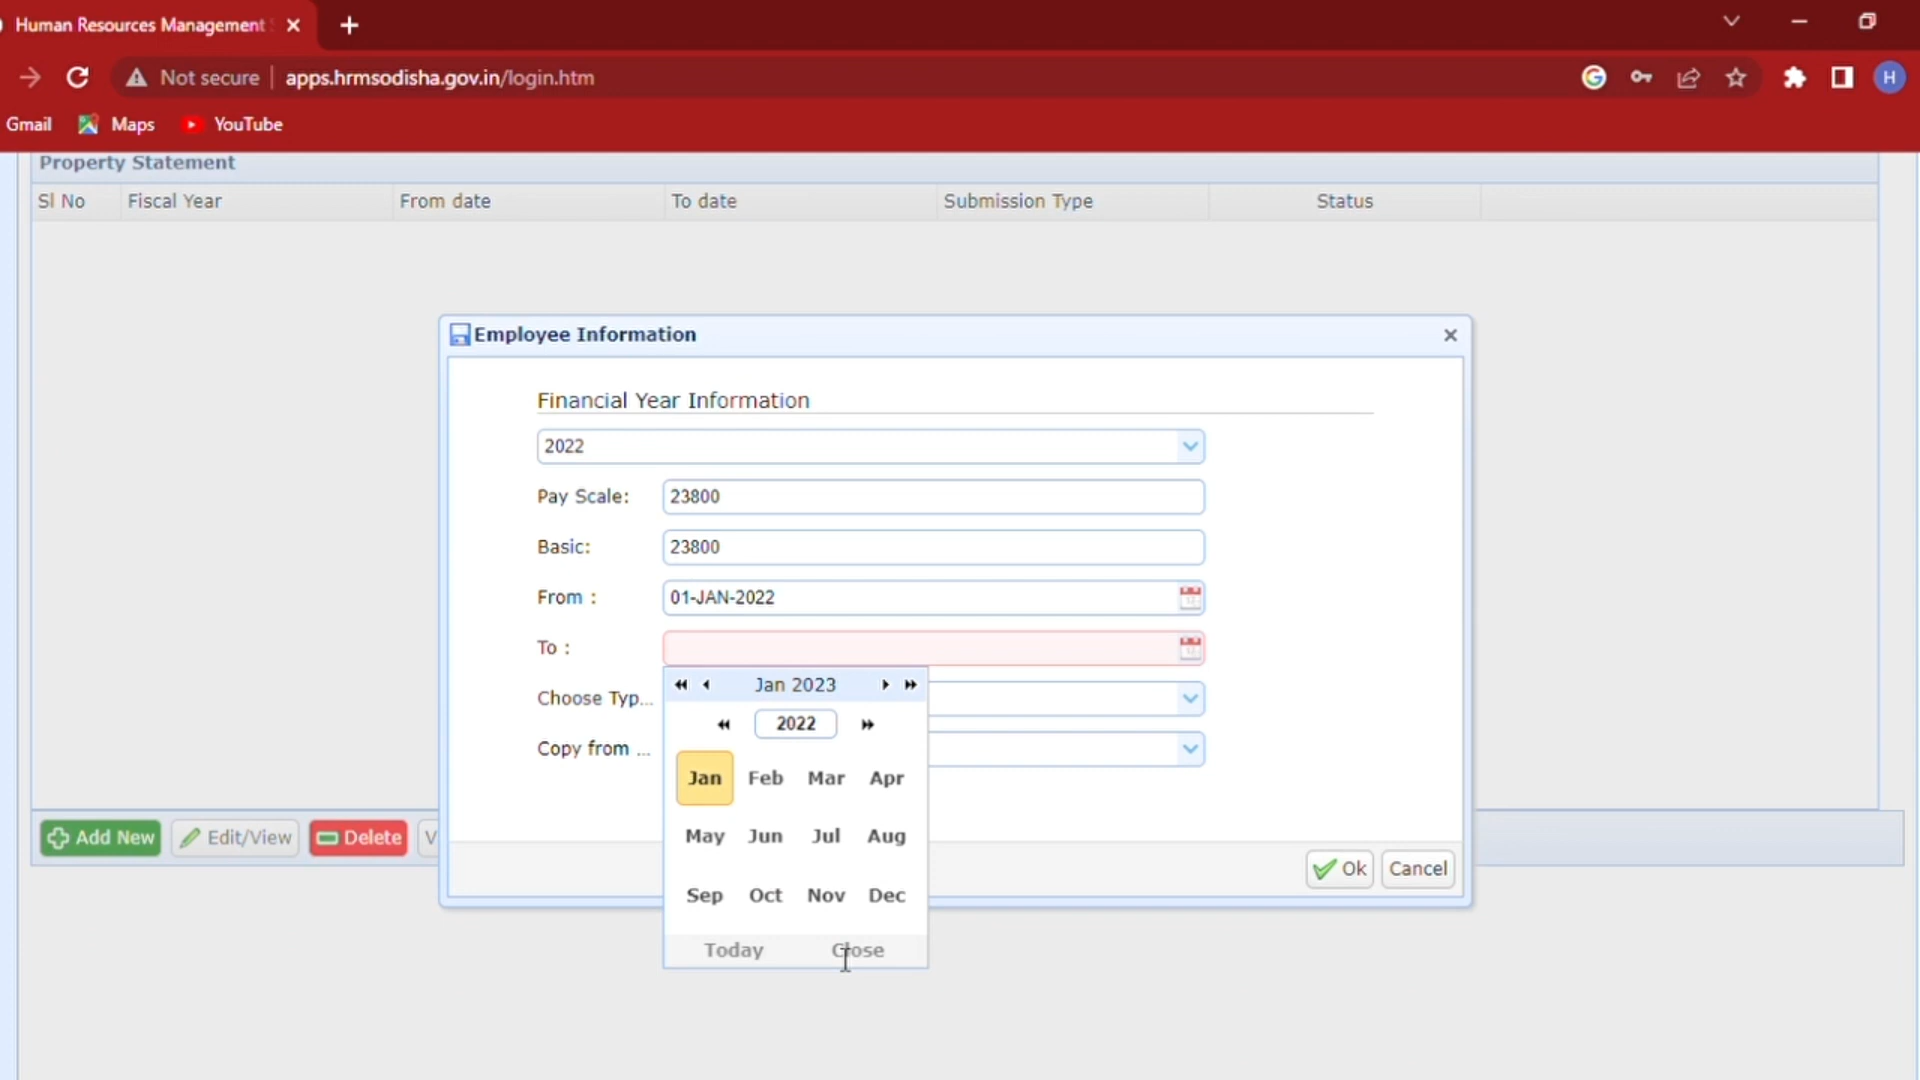 Human Resources Management
Not secure apps.hrmsodisha.gov.in/login.htm H
Gmail Maps YouTube
Property Statement
Sl No Fiscal Year From date To date Submission Type Status
Employee Information
Financial Year Information
2022
Pay Scale: 23800
Basic: 23800
From : 01-JAN-2022
To :
Jan 2023
Choose Typ...
2022
Copy from ...
Jan Feb Mar Apr
May Jun Jul Aug
Add New Edit/View Delete V
Ok Cancel
Sep Oct Nov Dec
Today Close